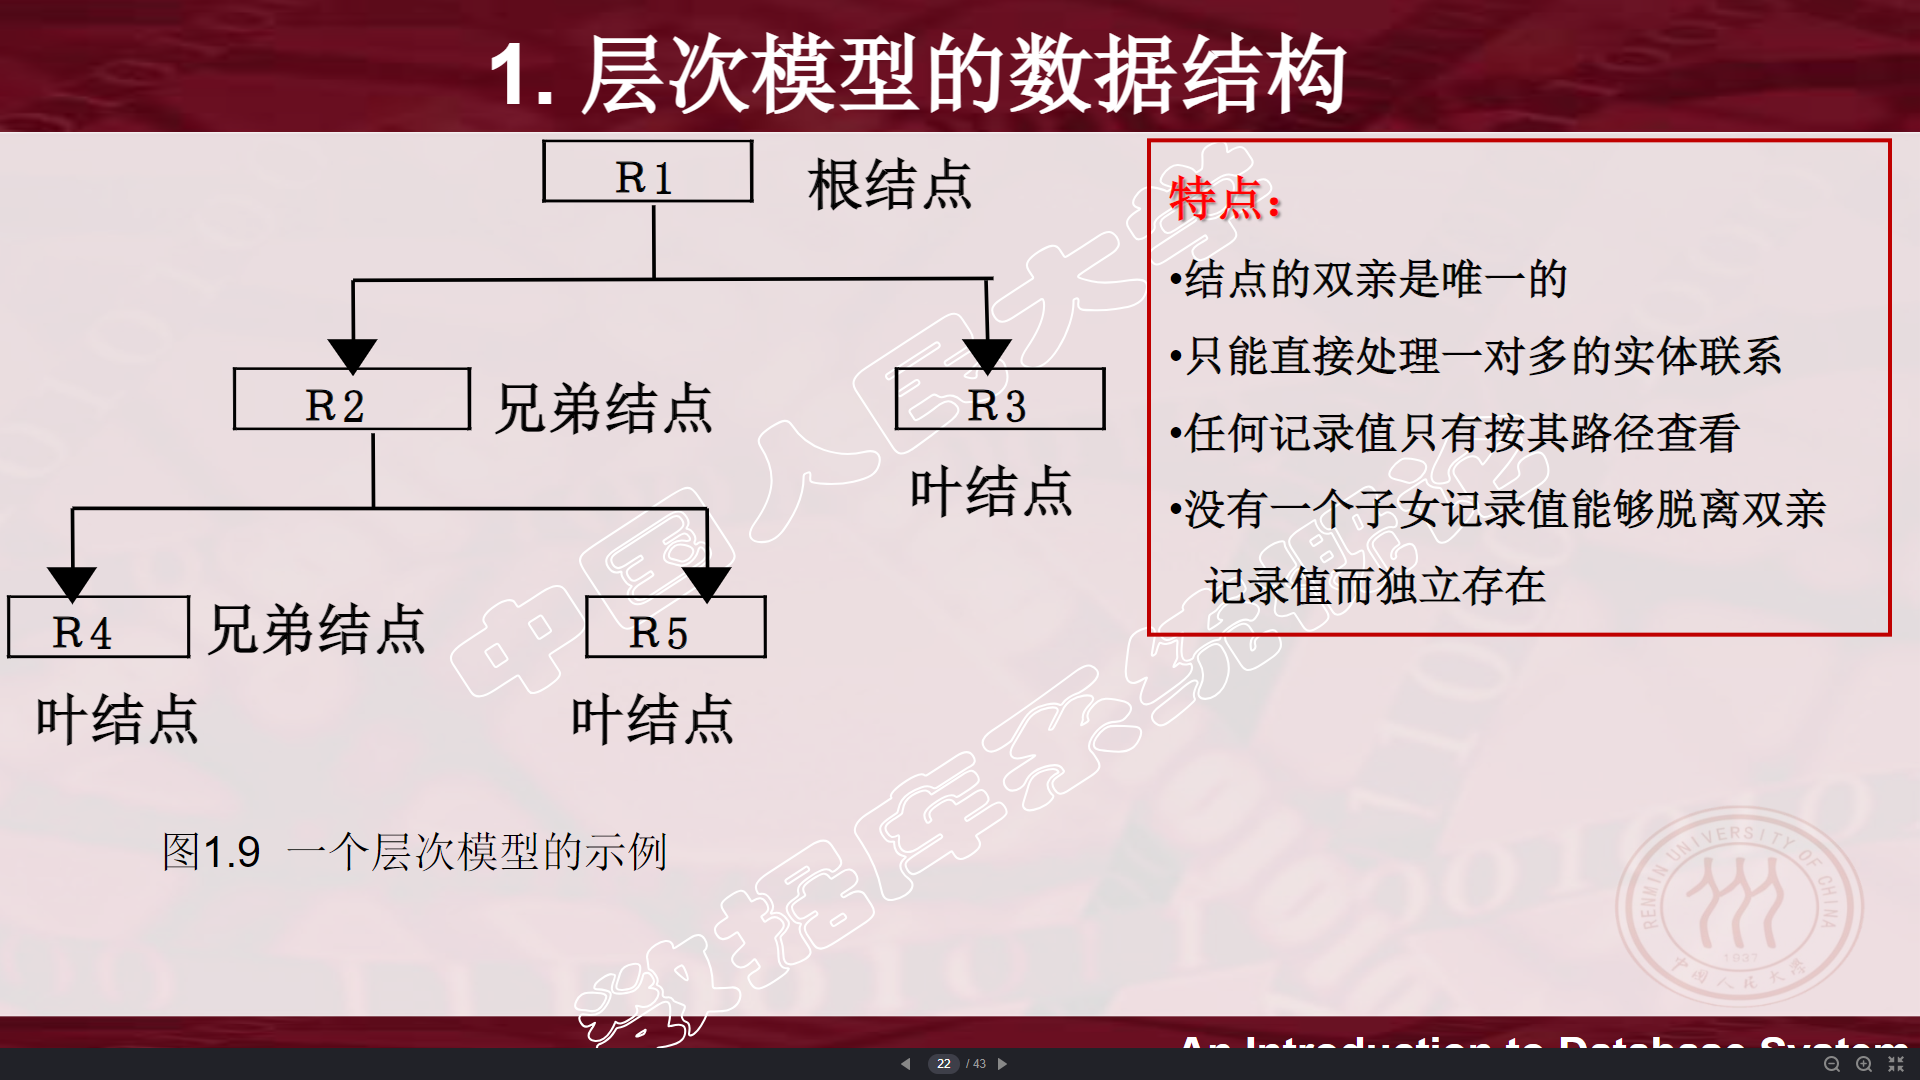 1. 层次模型的数据结构
R1
根结点
R2
兄弟结点
R3
叶结点
R4
兄弟结点
R5
叶结点
叶结点
图1.9 一个层次模型的示例
特点：
•结点的双亲是唯一的
•只能直接处理一对多的实体联系
•任何记录值只有按其路径查看
•没有一个子女记录值能够脱离双亲
记录值而独立存在
中国人民大学
数据库系统概论
RENMIN UNIVERSITY OF CHINA
1937
中国人民大学
An Introduction to Database System
22 / 43